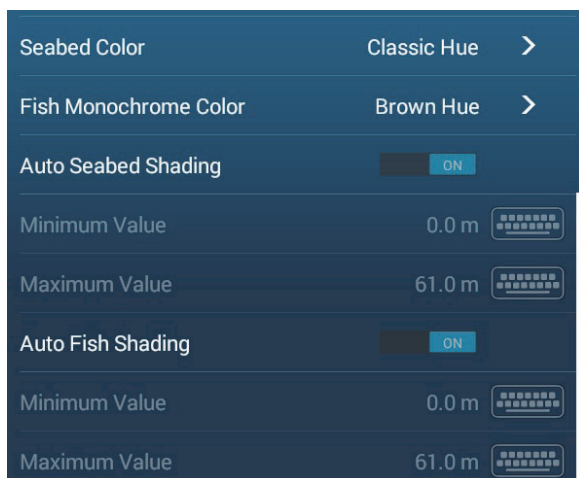 Seabed Color Classic Hue >
Fish Monochrome Color Brown Hue >
Auto Seabed Shading ON
Minimum Value 0.0 m
Maximum Value 61.0 m
Auto Fish Shading ON
Minimum Value 0.0 m
Maximum Value 61.0 m